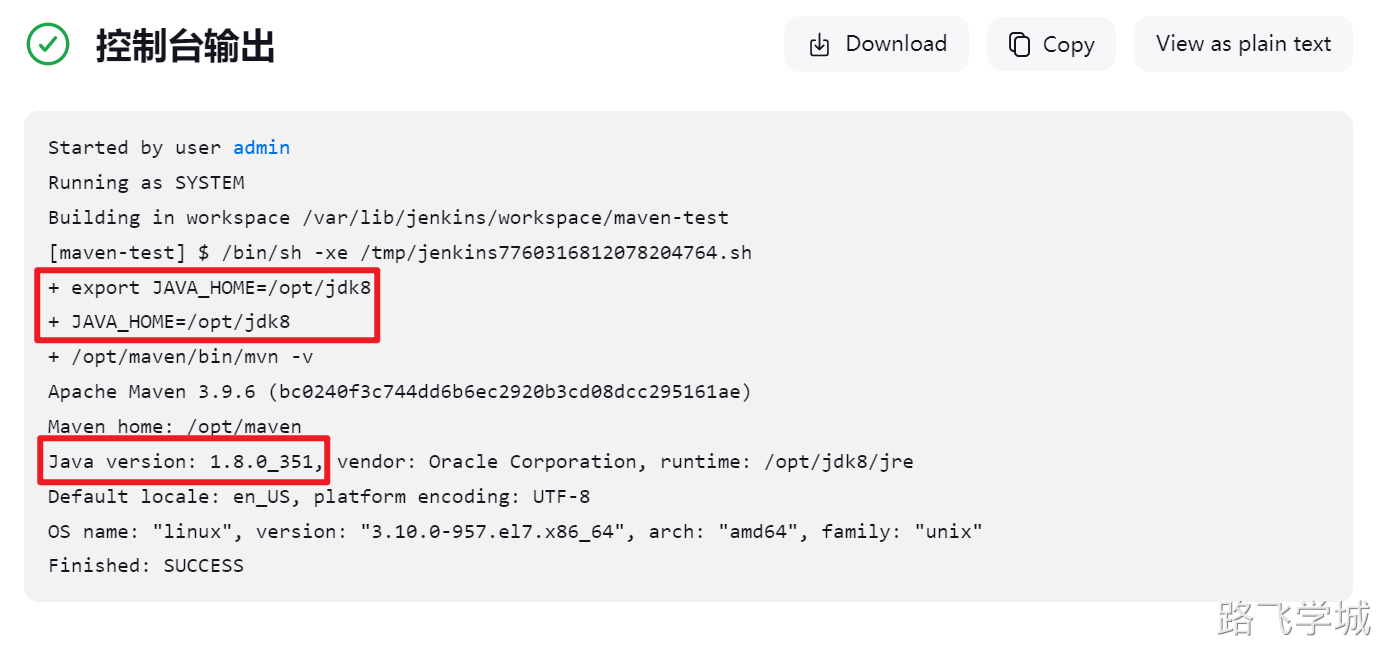 控制台输出
Download
Copy
View as plain text
Started by user admin
Running as SYSTEM
Building in workspace /var/lib/jenkins/workspace/maven-test
[maven-test] $ /bin/sh -xe /tmp/jenkins7760316812078204764.sh
+ export JAVA_HOME=/opt/jdk8
+ JAVA_HOME=/opt/jdk8
+ /opt/maven/bin/mvn -v
Apache Maven 3.9.6 (bc0240f3c744dd6b6ec2920b3cd08dcc295161ae)
Maven home: /opt/maven
Java version: 1.8.0_351, vendor: Oracle Corporation, runtime: /opt/jdk8/jre
Default locale: en_US, platform encoding: UTF-8
OS name: "linux", version: "3.10.0-957.el7.x86_64", arch: "amd64", family: "unix"
Finished: SUCCESS
路飞学城